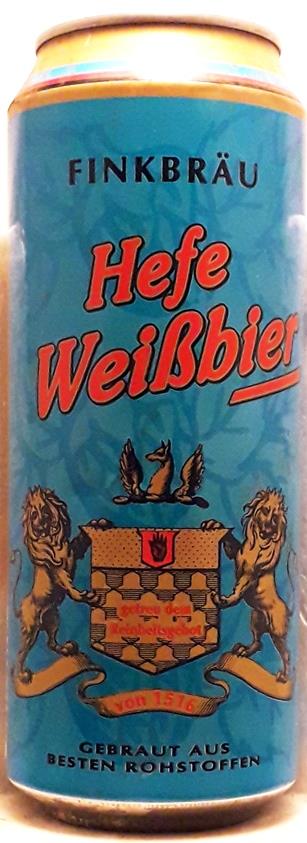 FINKBRÄU
Hefe
Weißbier
getreu dem
Reinheitsgebot
von 1516
GEBRAUT AUS
BESTEN ROHSTOFFEN